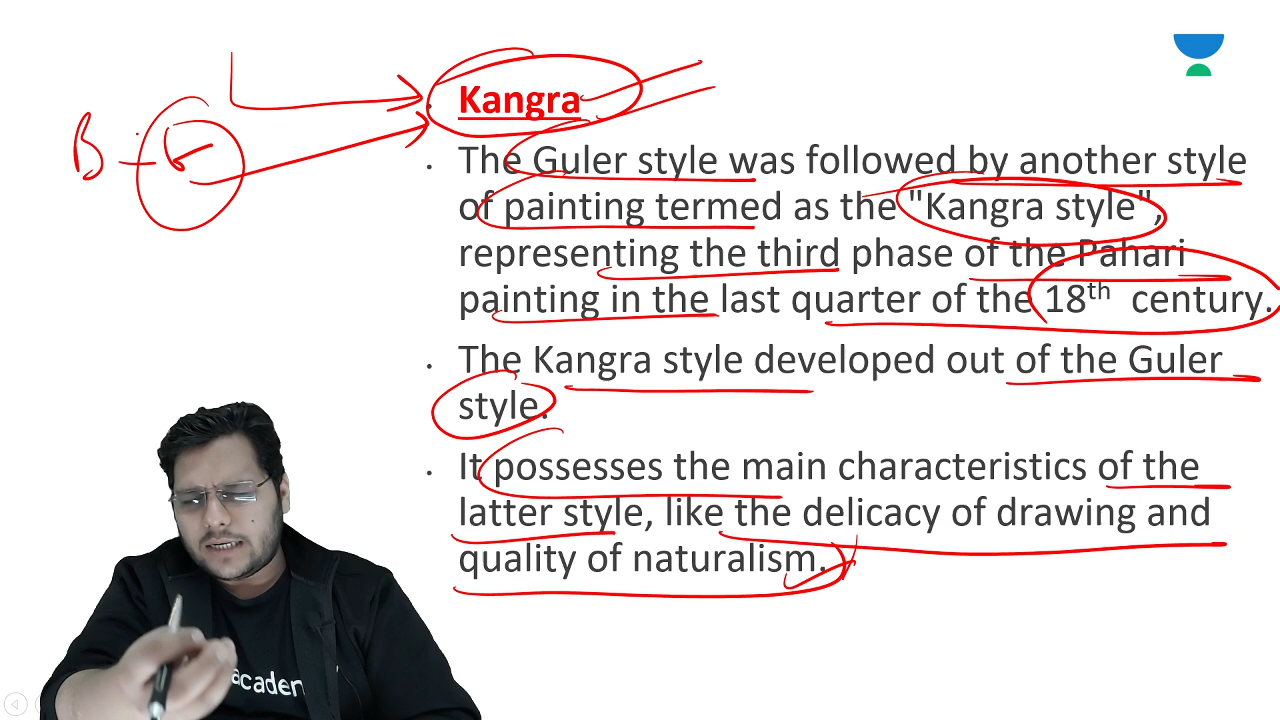 Kangra
B - G
The Guler style was followed by another style
of painting termed as the "Kangra style",
representing the third phase of the Pahari
painting in the last quarter of the 18th century.
The Kangra style developed out of the Guler
style.
It possesses the main characteristics of the
latter style, like the delicacy of drawing and
quality of naturalism.
academ